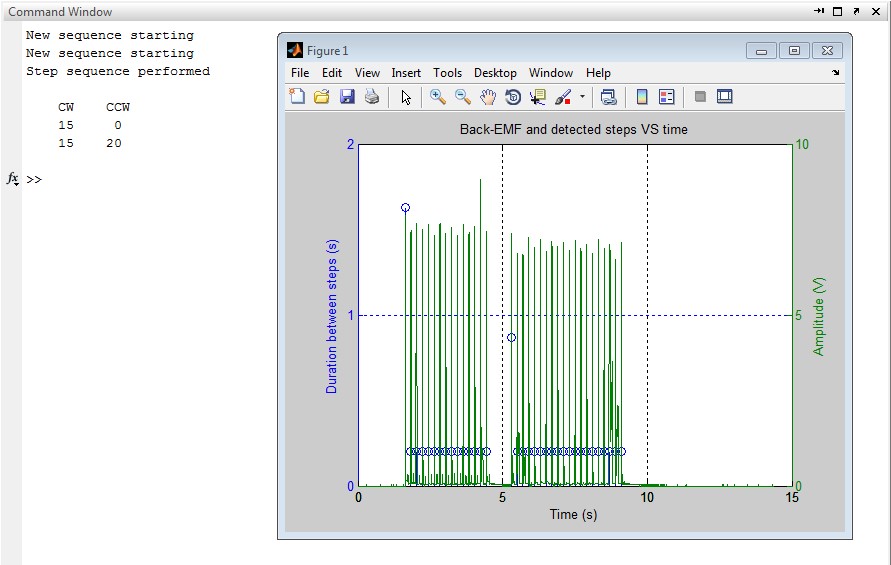 Command Window
New sequence starting
New sequence starting
Step sequence performed
CW CCW
15 0
15 20
fx >>
Figure 1
File Edit View Insert Tools Desktop Window Help
Back-EMF and detected steps VS time
2
1
0
Duration between steps (s)
10
5
0
Amplitude (V)
0 5 10 15
Time (s)